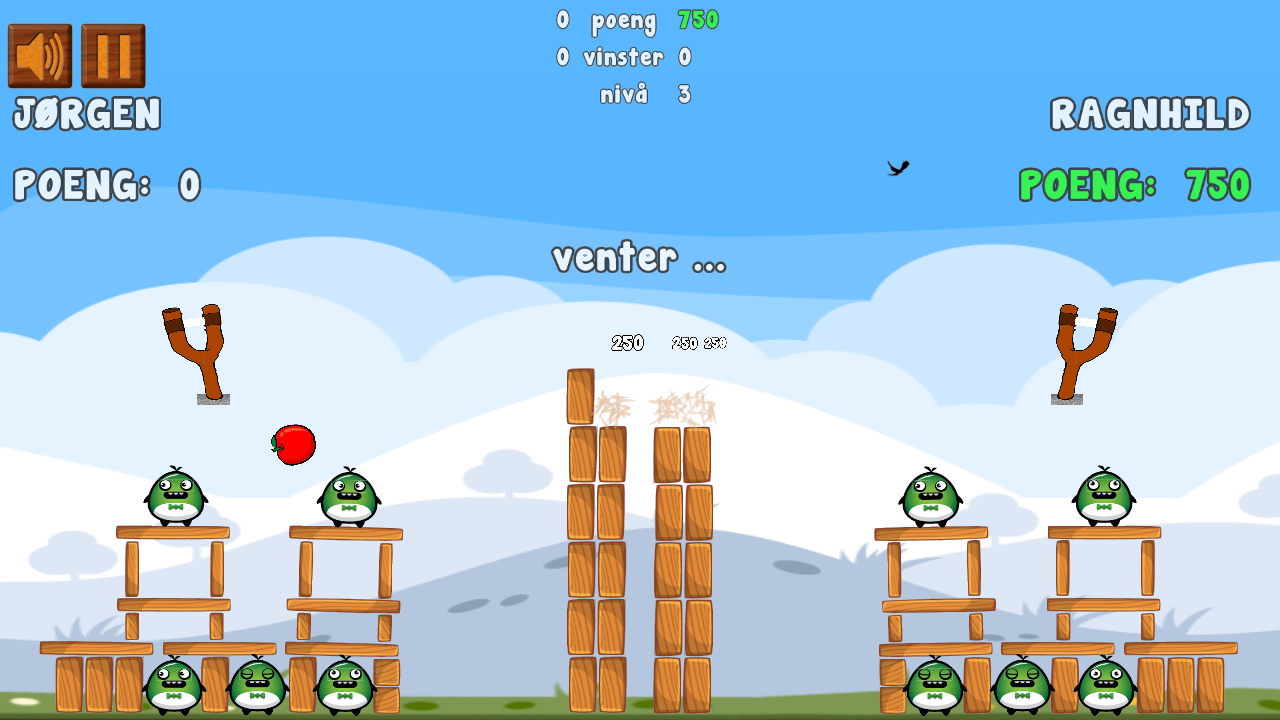 0 poeng 750
0 vinster 0
nivå 3
JØRGEN
RAGNHILD
POENG: 0
POENG: 750
venter ...
250 250 250